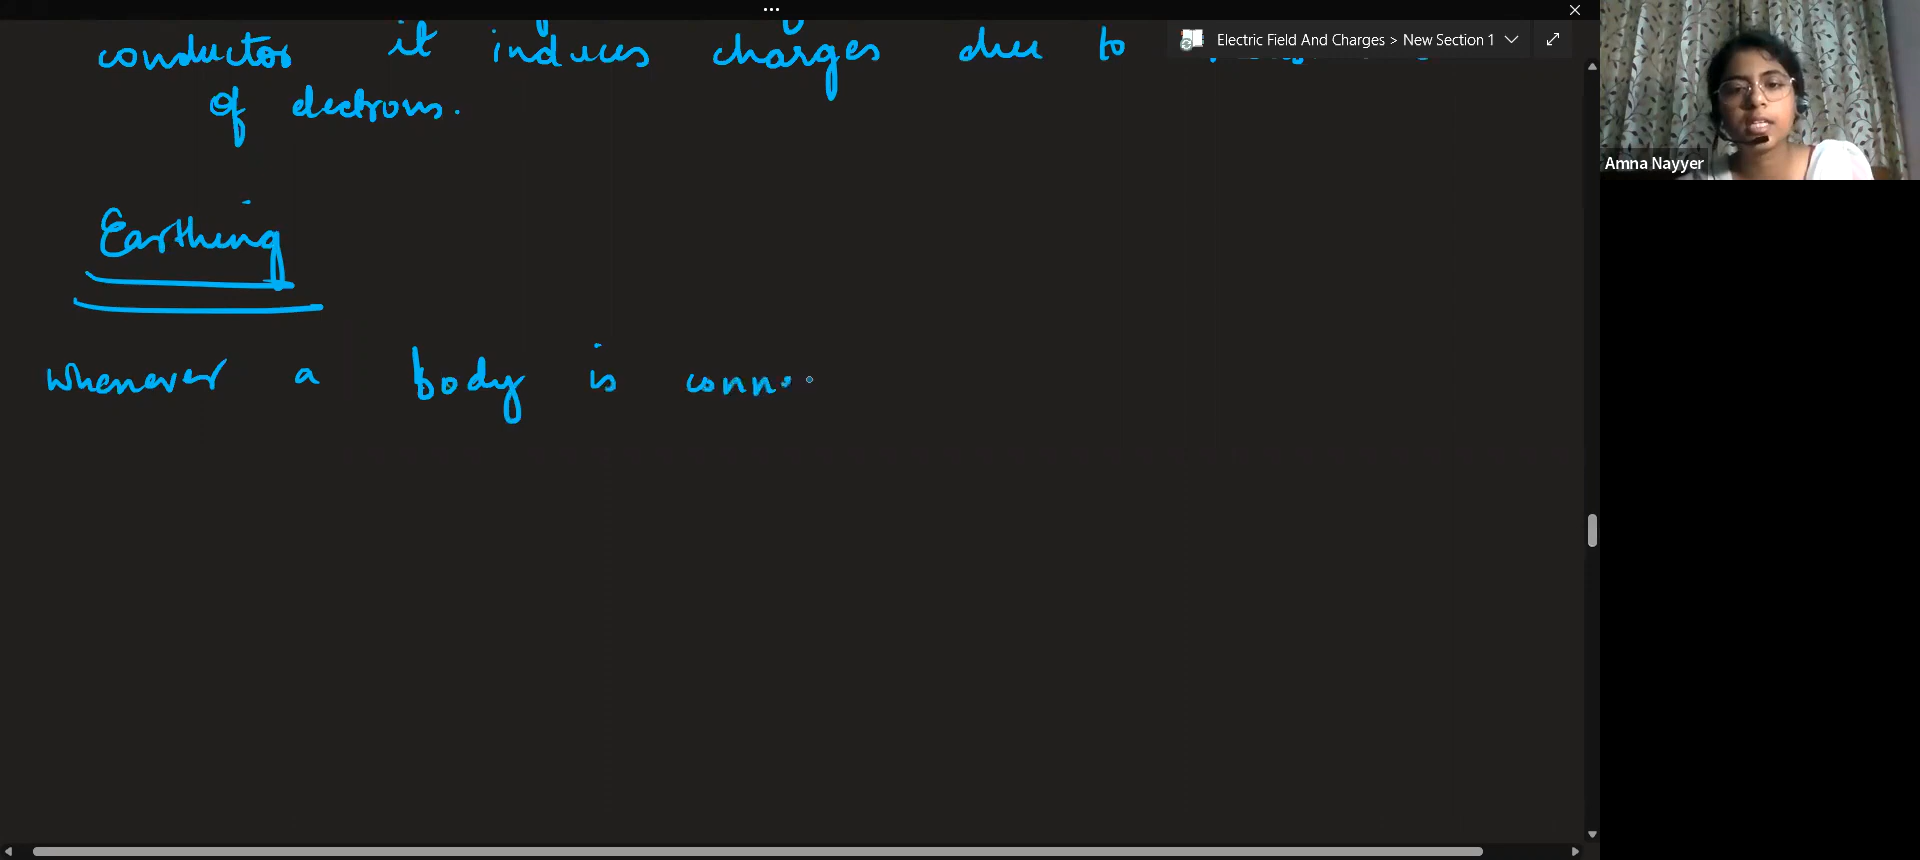 Electric Field And Charges > New Section 1
conductor it induces charges due to
of electrons.
Amna Nayyer
Earthing
whenever a body is conne